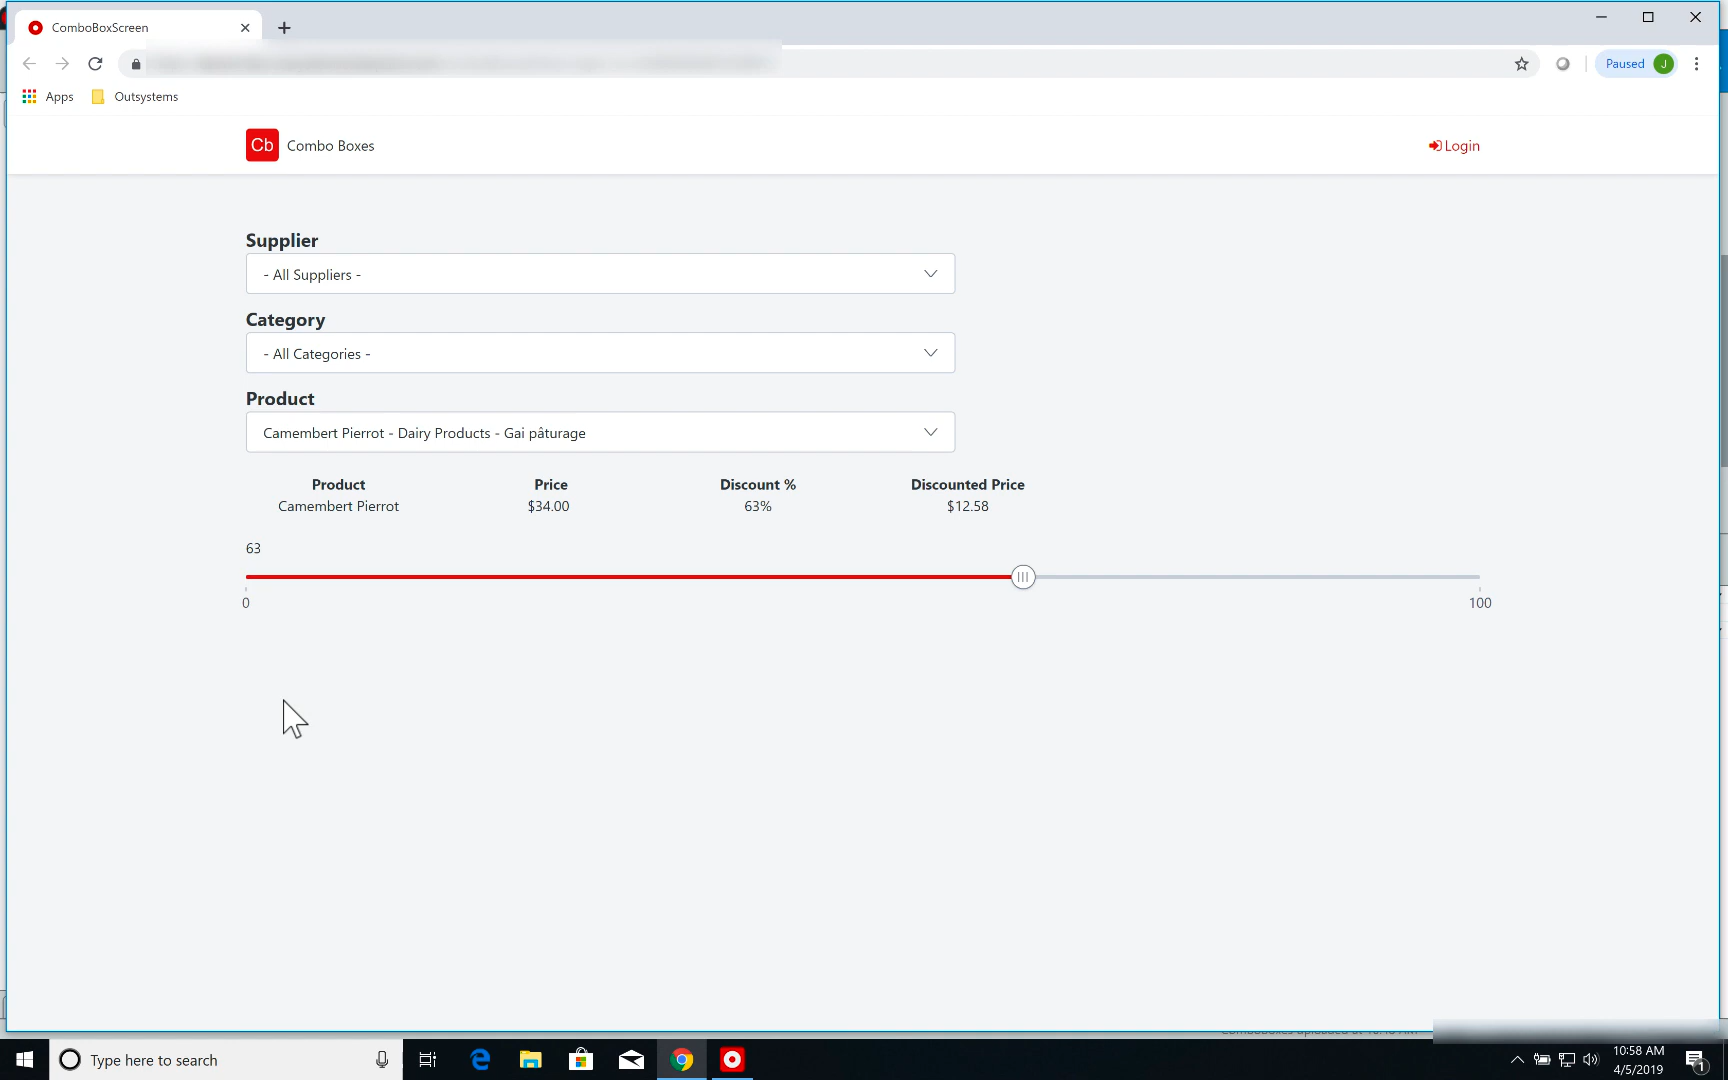 ComboBoxScreen
Paused J
Apps Outsystems
Cb Combo Boxes Login
Supplier
- All Suppliers -
Category
- All Categories -
Product
Camembert Pierrot - Dairy Products - Gai pâturage
Product Price Discount % Discounted Price
Camembert Pierrot $34.00 63% $12.58
63
0 100
Type here to search
10:58 AM
4/5/2019
1